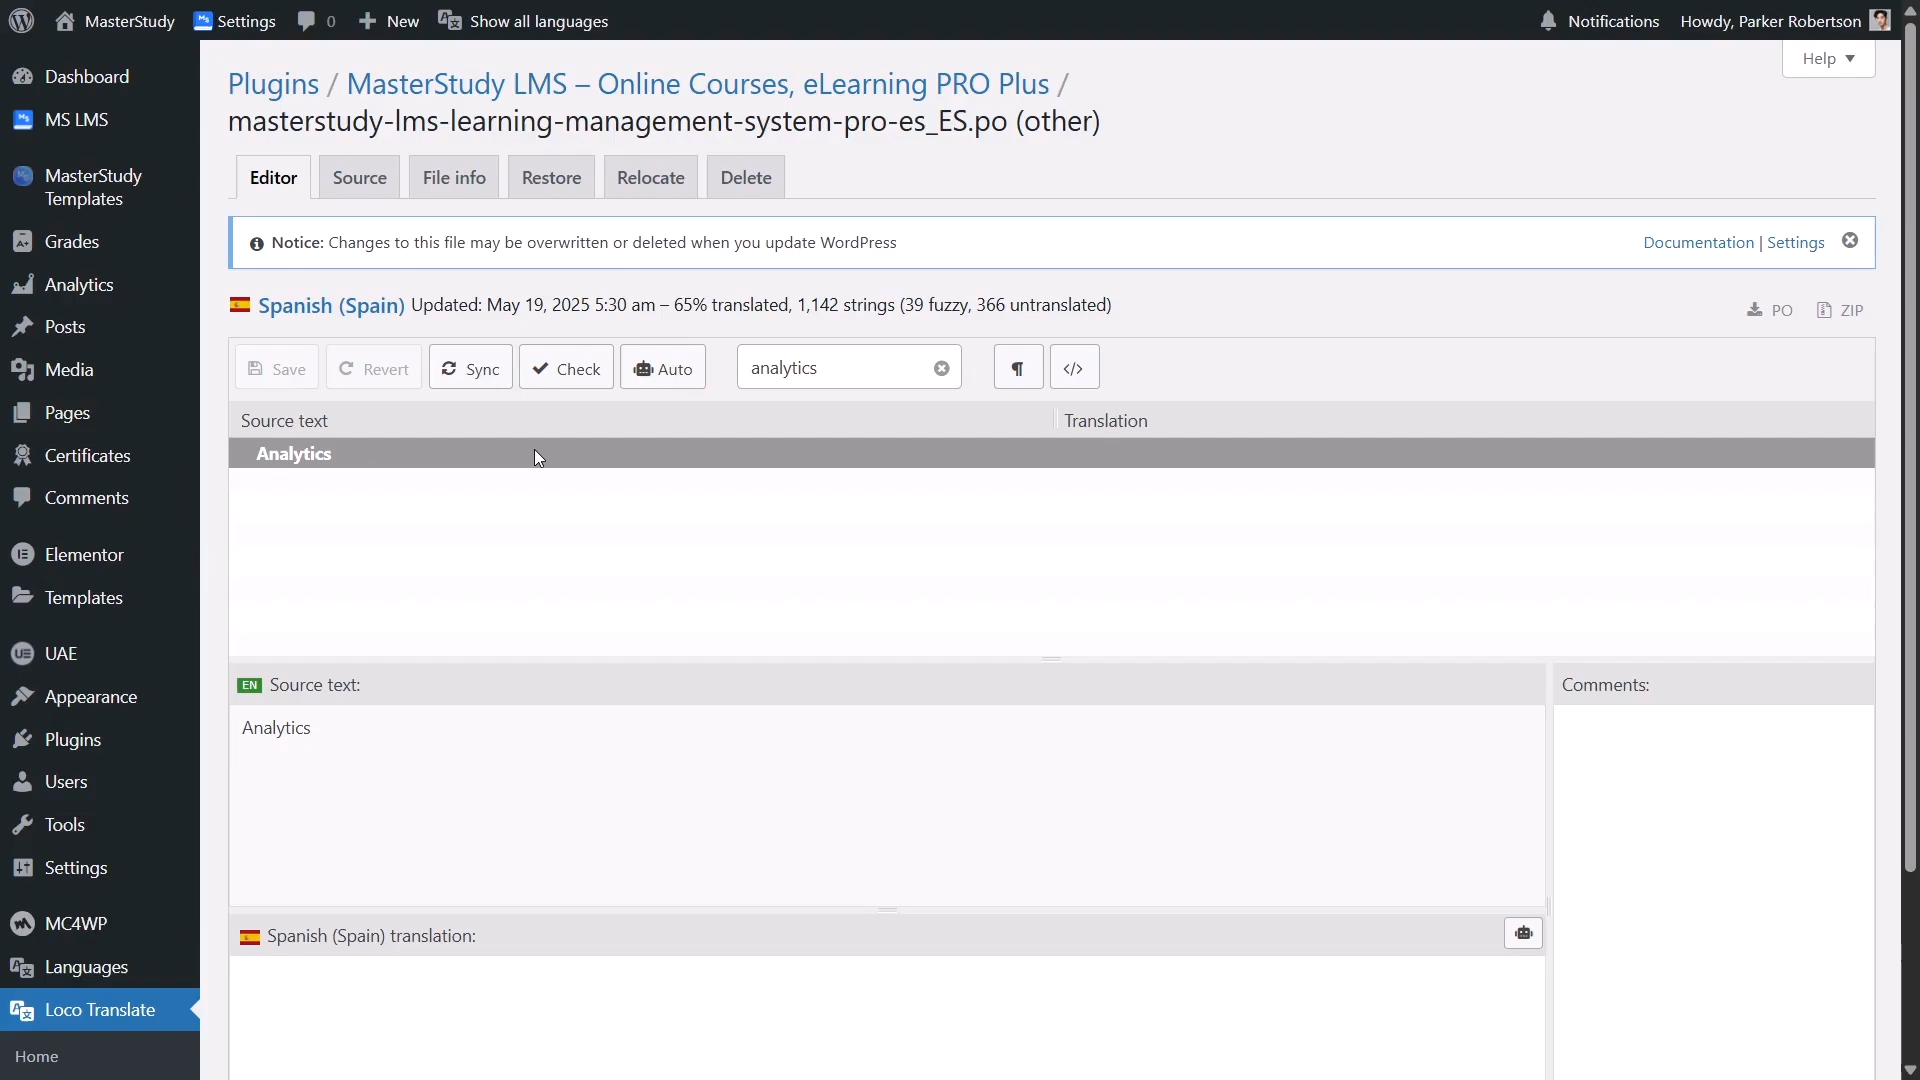 MasterStudy
Settings
0
New
Show all languages
Notifications
Howdy, Parker Robertson
Dashboard
MS LMS
MasterStudy
Templates
Grades
Analytics
Posts
Media
Pages
Certificates
Comments
Elementor
Templates
UAE
Appearance
Plugins
Users
Tools
Settings
MC4WP
Languages
Loco Translate
Home
Help
Plugins / MasterStudy LMS – Online Courses, eLearning PRO Plus /
masterstudy-lms-learning-management-system-pro-es_ES.po (other)
Editor
Source
File info
Restore
Relocate
Delete
Notice: Changes to this file may be overwritten or deleted when you update WordPress
Documentation | Settings
Spanish (Spain) Updated: May 19, 2025 5:30 am – 65% translated, 1,142 strings (39 fuzzy, 366 untranslated)
PO
ZIP
Save
Revert
Sync
Check
Auto
analytics
¶
</>
Source text
Translation
Analytics
EN Source text:
Analytics
Comments:
Spanish (Spain) translation: